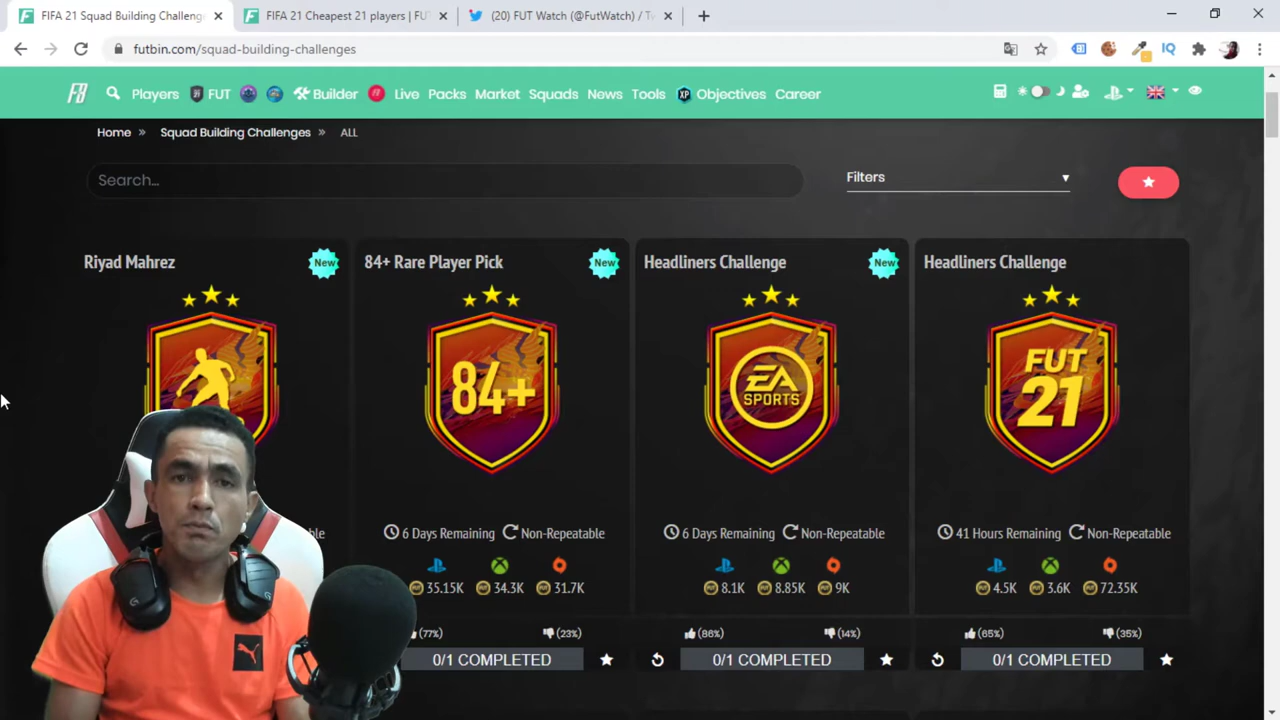 FIFA 21 Squad Building Challeng
FIFA 21 Cheapest 21 players | FU
(20) FUT Watch (@FutWatch) / T
futbin.com/squad-building-challenges
Players
FUT
Builder
Live
Packs
Market
Squads
News
Tools
XP
Objectives
Career
Home » Squad Building Challenges » ALL
Search...
Filters
Riyad Mahrez
New
84+ Rare Player Pick
New
Headliners Challenge
New
Headliners Challenge
84+
EA
SPORTS
FUT
21
6 Days Remaining
Non-Repeatable
6 Days Remaining
Non-Repeatable
41 Hours Remaining
Non-Repeatable
35.15K
34.3K
31.7K
8.1K
8.85K
9K
4.5K
3.6K
72.35K
(77%)
(23%)
(86%)
(14%)
(65%)
(35%)
0/1 COMPLETED
0/1 COMPLETED
0/1 COMPLETED